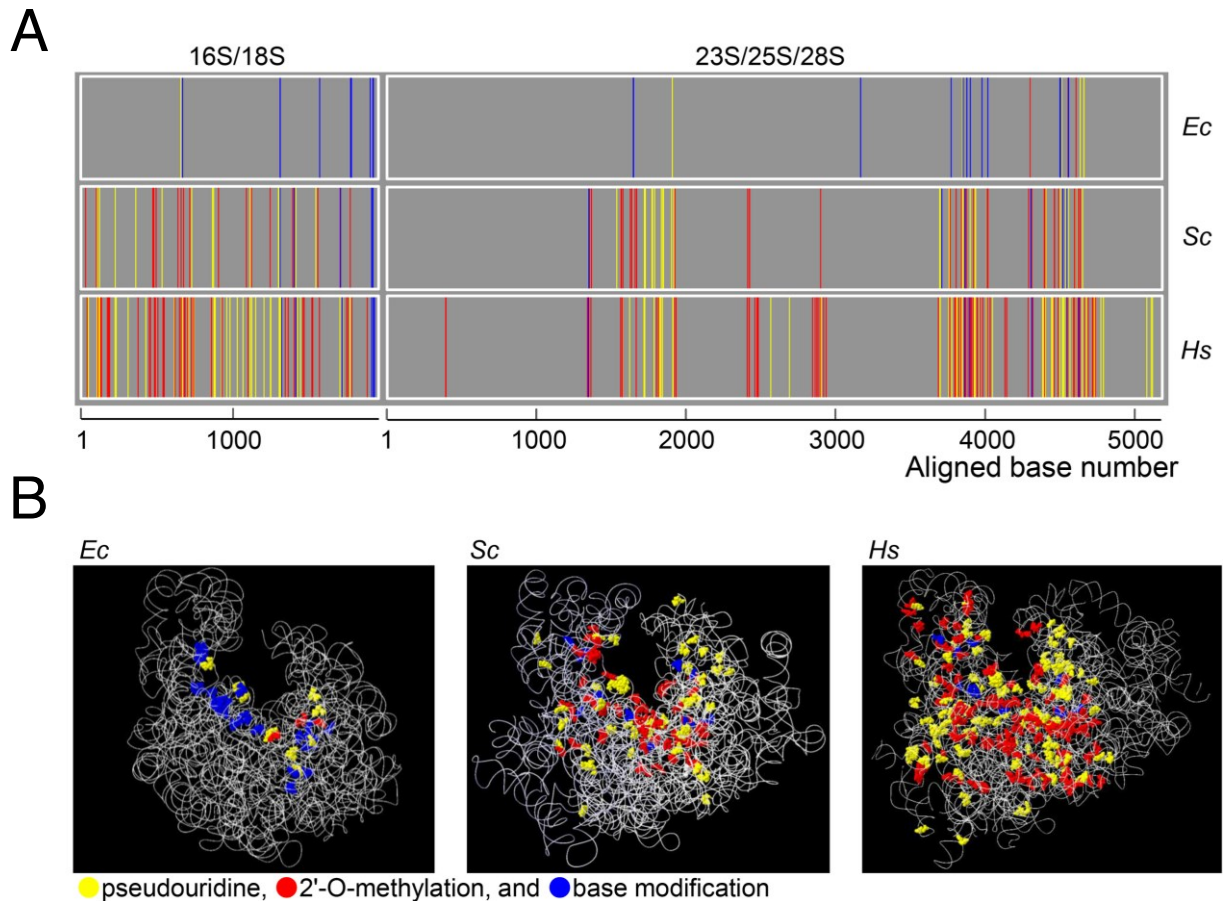 A
16S/18S 23S/25S/28S
Ec
Sc
Hs
1 1000 1 1000 2000 3000 4000 5000
Aligned base number
B
Ec Sc Hs
pseudouridine, 2'-O-methylation, and base modification